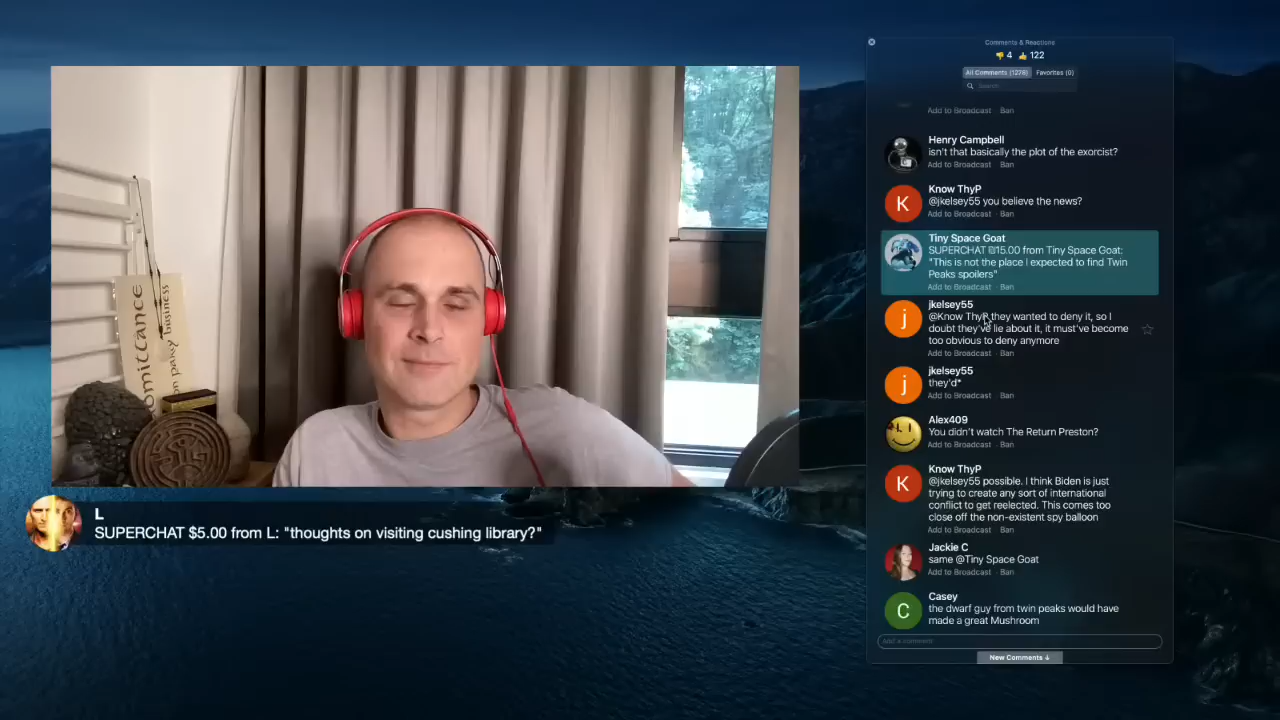 omittance
on paky business
L
SUPERCHAT $5.00 from L: "thoughts on visiting cushing library?"
Comments & Reactions
👎 4 👍 122
All Comments (1228) Favorites (0)
Search
Add to Broadcast Ban
Henry Campbell
isn't that basically the plot of the exorcist?
Add to Broadcast Ban
K
Know ThyP
@jkelsey55 you believe the news?
Add to Broadcast Ban
Tiny Space Goat
SUPERCHAT ₪15.00 from Tiny Space Goat:
"This is not the place I expected to find Twin
Peaks spoilers"
Add to Broadcast Ban
j
jkelsey55
@Know ThyP they wanted to deny it, so I
doubt they've lie about it, it must've become
too obvious to deny anymore
Add to Broadcast Ban
j
jkelsey55
they'd*
Add to Broadcast Ban
Alex409
You didn't watch The Return Preston?
Add to Broadcast Ban
K
Know ThyP
@jkelsey55 possible. I think Biden is just
trying to create any sort of international
conflict to get reelected. This comes too
close off the non-existent spy balloon
Add to Broadcast Ban
Jackie C
same @Tiny Space Goat
Add to Broadcast Ban
C
Casey
the dwarf guy from twin peaks would have
made a great Mushroom
Add a comment
New Comments ↓